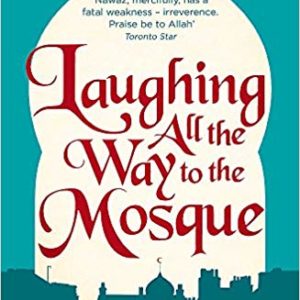 Nawaz, mercifully, has a
fatal weakness – irreverence.
Praise be to Allah'
Toronto Star
Laughing
All the
Way to the
Mosque